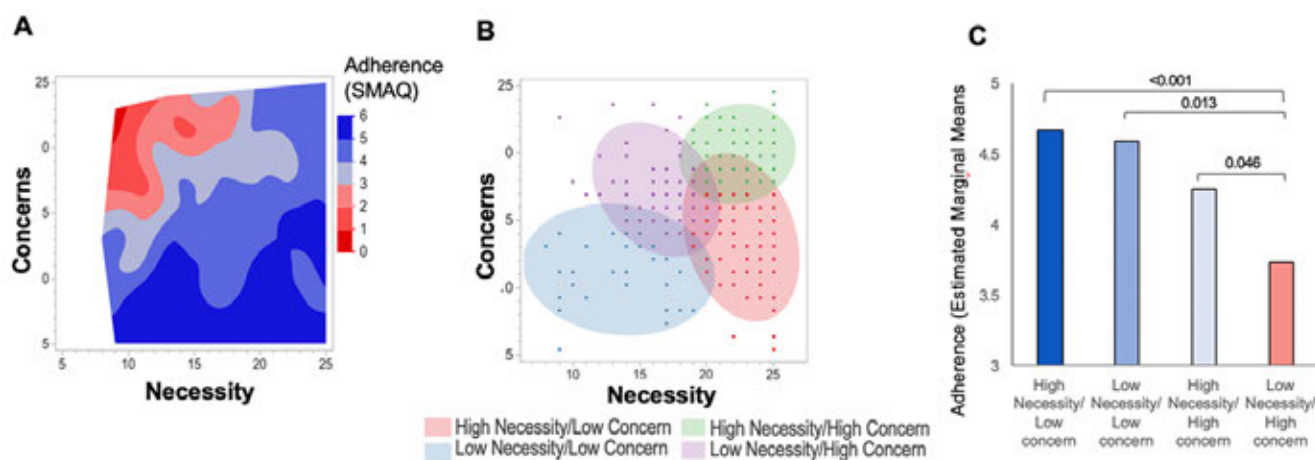 A
Adherence
(SMAQ)
6
5
4
3
2
1
0
Concerns
25
0
5
0
5
5
10
15
20
25
Necessity
B
Concerns
25
0
5
.0
5
10
15
20
25
Necessity
High Necessity/Low Concern
High Necessity/High Concern
Low Necessity/Low Concern
Low Necessity/High Concern
C
Adherence (Estimated Marginal Means
5
4.5
4
3.5
3
<0.001
0.013
0.046
High
Necessity/
Low
concern
Low
Necessity/
Low
concern
High
Necessity/
High
concern
Low
Necessity/
High
concern